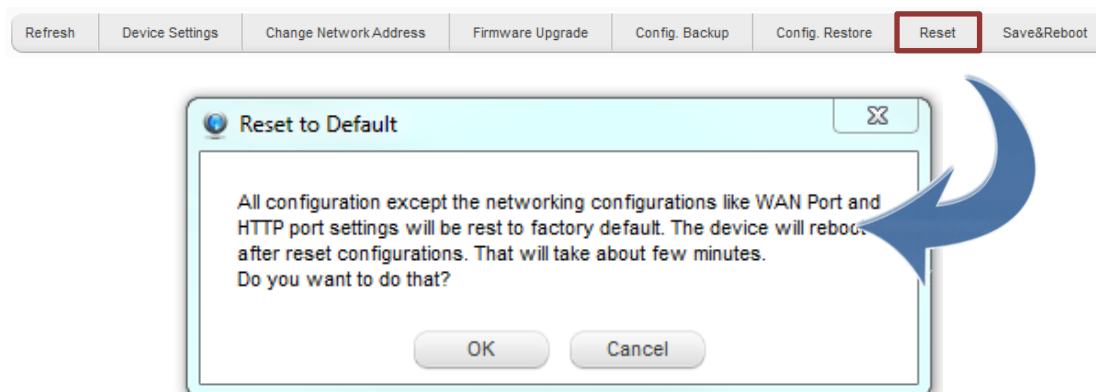 Refresh Device Settings Change Network Address Firmware Upgrade Config. Backup Config. Restore Reset Save&Reboot
Reset to Default
All configuration except the networking configurations like WAN Port and
HTTP port settings will be rest to factory default. The device will reboot
after reset configurations. That will take about few minutes.
Do you want to do that?
OK Cancel